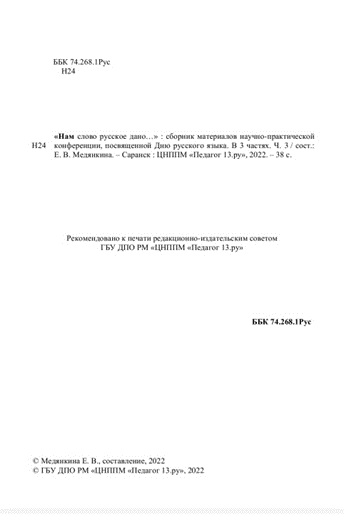 ББК 74.268.1Рус
Н24
«Нам слово русское дано…» : сборник материалов научно-практической
Н24 конференции, посвященной Дню русского языка. В 3 частях. Ч. 3 / сост.:
Е. В. Медянкина. – Саранск : ЦНППМ «Педагог 13.ру», 2022. – 38 с.
Рекомендовано к печати редакционно-издательским советом
ГБУ ДПО РМ «ЦНППМ «Педагог 13.ру»
ББК 74.268.1Рус
© Медянкина Е. В., составление, 2022
© ГБУ ДПО РМ «ЦНППМ «Педагог 13.ру», 2022